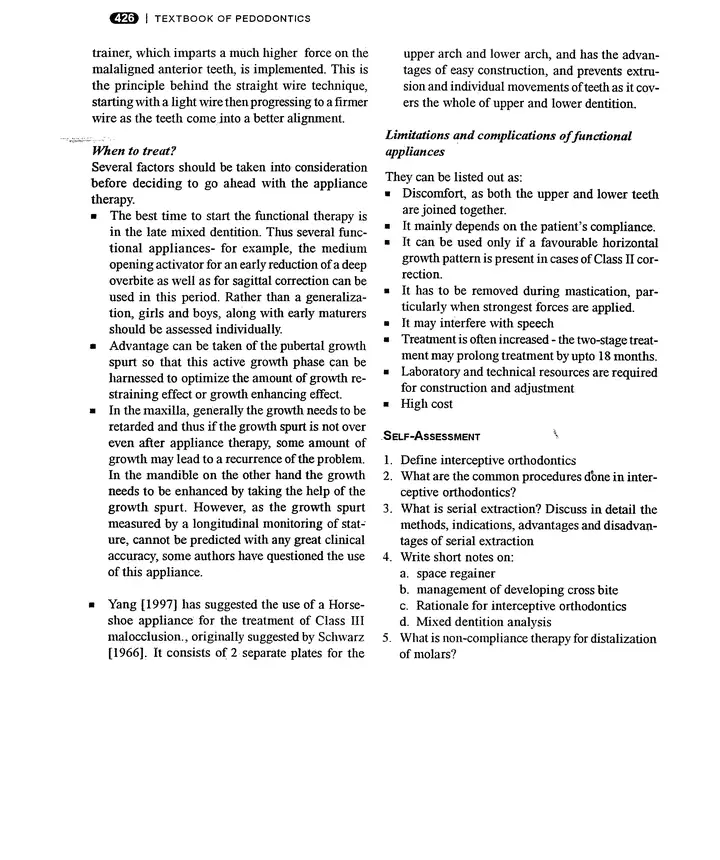 426 | TEXTBOOK OF PEDODONTICS
trainer, which imparts a much higher force on the
malaligned anterior teeth, is implemented. This is
the principle behind the straight wire technique,
starting with a light wire then progressing to a firmer
wire as the teeth come into a better alignment.
When to treat?
Several factors should be taken into consideration
before deciding to go ahead with the appliance
therapy.
▪ The best time to start the functional therapy is
in the late mixed dentition. Thus several func-
tional appliances- for example, the medium
opening activator for an early reduction of a deep
overbite as well as for sagittal correction can be
used in this period. Rather than a generaliza-
tion, girls and boys, along with early maturers
should be assessed individually.
▪ Advantage can be taken of the pubertal growth
spurt so that this active growth phase can be
harnessed to optimize the amount of growth re-
straining effect or growth enhancing effect.
▪ In the maxilla, generally the growth needs to be
retarded and thus if the growth spurt is not over
even after appliance therapy, some amount of
growth may lead to a recurrence of the problem.
In the mandible on the other hand the growth
needs to be enhanced by taking the help of the
growth spurt. However, as the growth spurt
measured by a longitudinal monitoring of stat-
ure, cannot be predicted with any great clinical
accuracy, some authors have questioned the use
of this appliance.
▪ Yang [1997] has suggested the use of a Horse-
shoe appliance for the treatment of Class III
malocclusion., originally suggested by Schwarz
[1966]. It consists of 2 separate plates for the
upper arch and lower arch, and has the advan-
tages of easy construction, and prevents extru-
sion and individual movements of teeth as it cov-
ers the whole of upper and lower dentition.
Limitations and complications of functional
appliances
They can be listed out as:
▪ Discomfort, as both the upper and lower teeth
are joined together.
▪ It mainly depends on the patient's compliance.
▪ It can be used only if a favourable horizontal
growth pattern is present in cases of Class II cor-
rection.
▪ It has to be removed during mastication, par-
ticularly when strongest forces are applied.
▪ It may interfere with speech
▪ Treatment is often increased - the two-stage treat-
ment may prolong treatment by upto 18 months.
▪ Laboratory and technical resources are required
for construction and adjustment
▪ High cost
SELF-ASSESSMENT
1. Define interceptive orthodontics
2. What are the common procedures done in inter-
ceptive orthodontics?
3. What is serial extraction? Discuss in detail the
methods, indications, advantages and disadvan-
tages of serial extraction
4. Write short notes on:
a. space regainer
b. management of developing cross bite
c. Rationale for interceptive orthodontics
d. Mixed dentition analysis
5. What is non-compliance therapy for distalization
of molars?